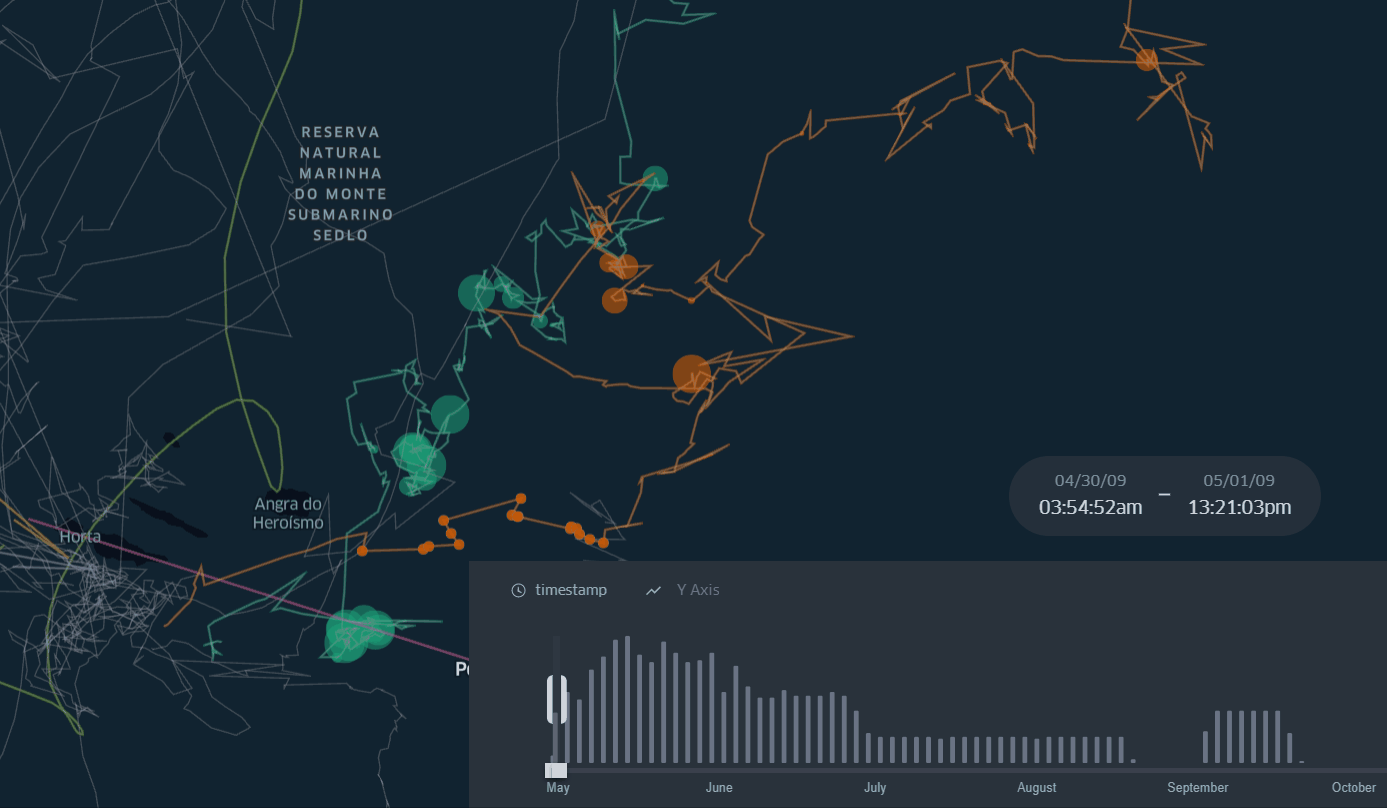 RESERVA
NATURAL
MARINHA
DO MONTE
SUBMARINO
SEDLO
Angra do
Heroísmo
Horta
04/30/09
03:54:52am
–
05/01/09
13:21:03pm
timestamp
Y Axis
May
June
July
August
September
October